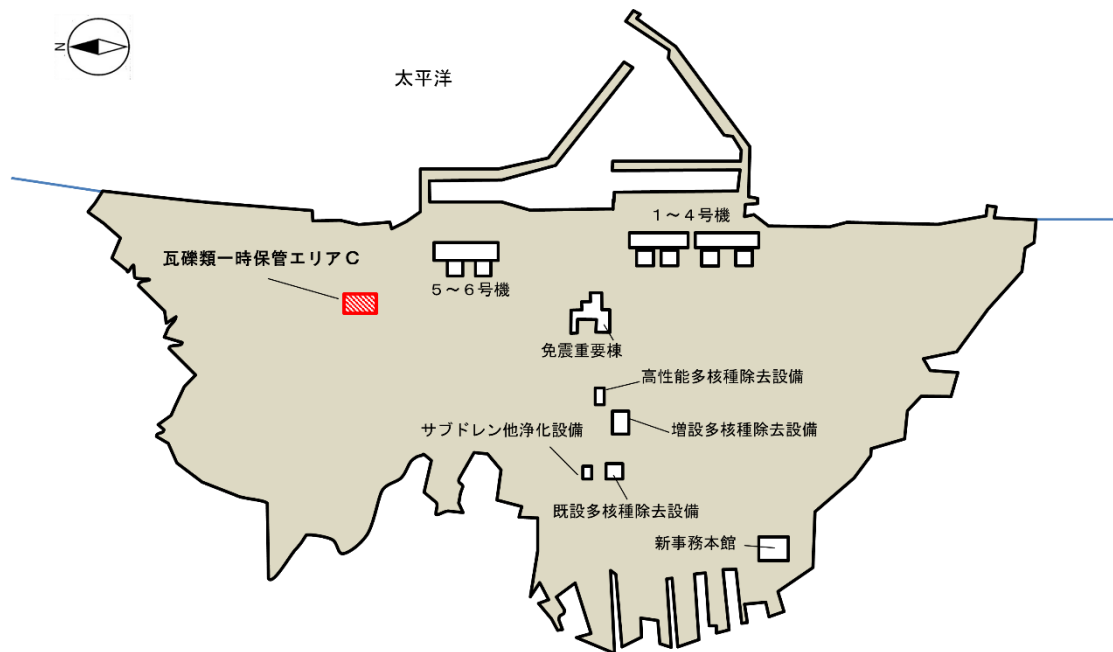 N
太平洋
1～4号機
瓦礫類一時保管エリアC
5～6号機
免震重要棟
高性能多核種除去設備
サブドレン他浄化設備
増設多核種除去設備
既設多核種除去設備
新事務本館